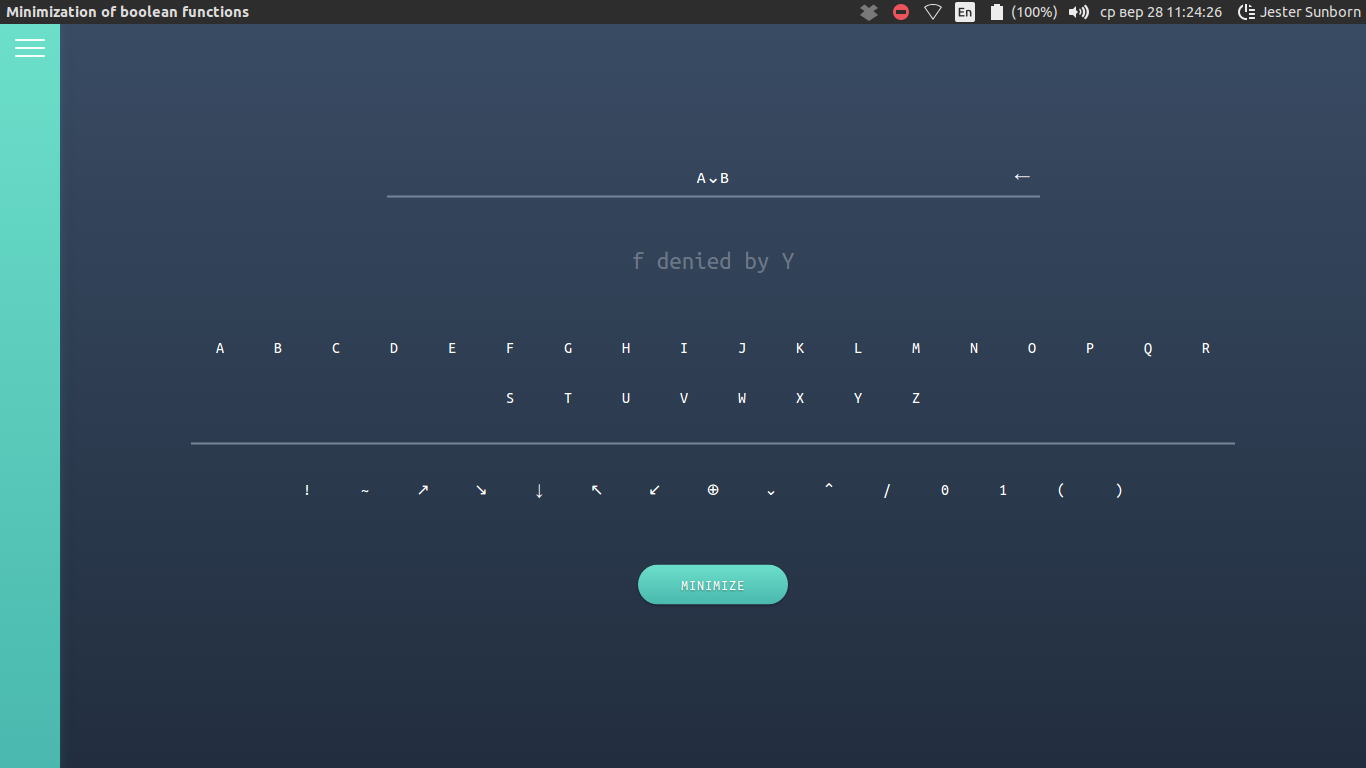 Minimization of boolean functions En (100%) ср вер 28 11:24:26 Jester Sunborn
A⌄B ←
f denied by Y
A B C D E F G H I J K L M N O P Q R
S T U V W X Y Z
! ~ ↗ ↘ ↓ ↖ ↙ ⊕ ⌄ ^ / 0 1 ( )
MINIMIZE